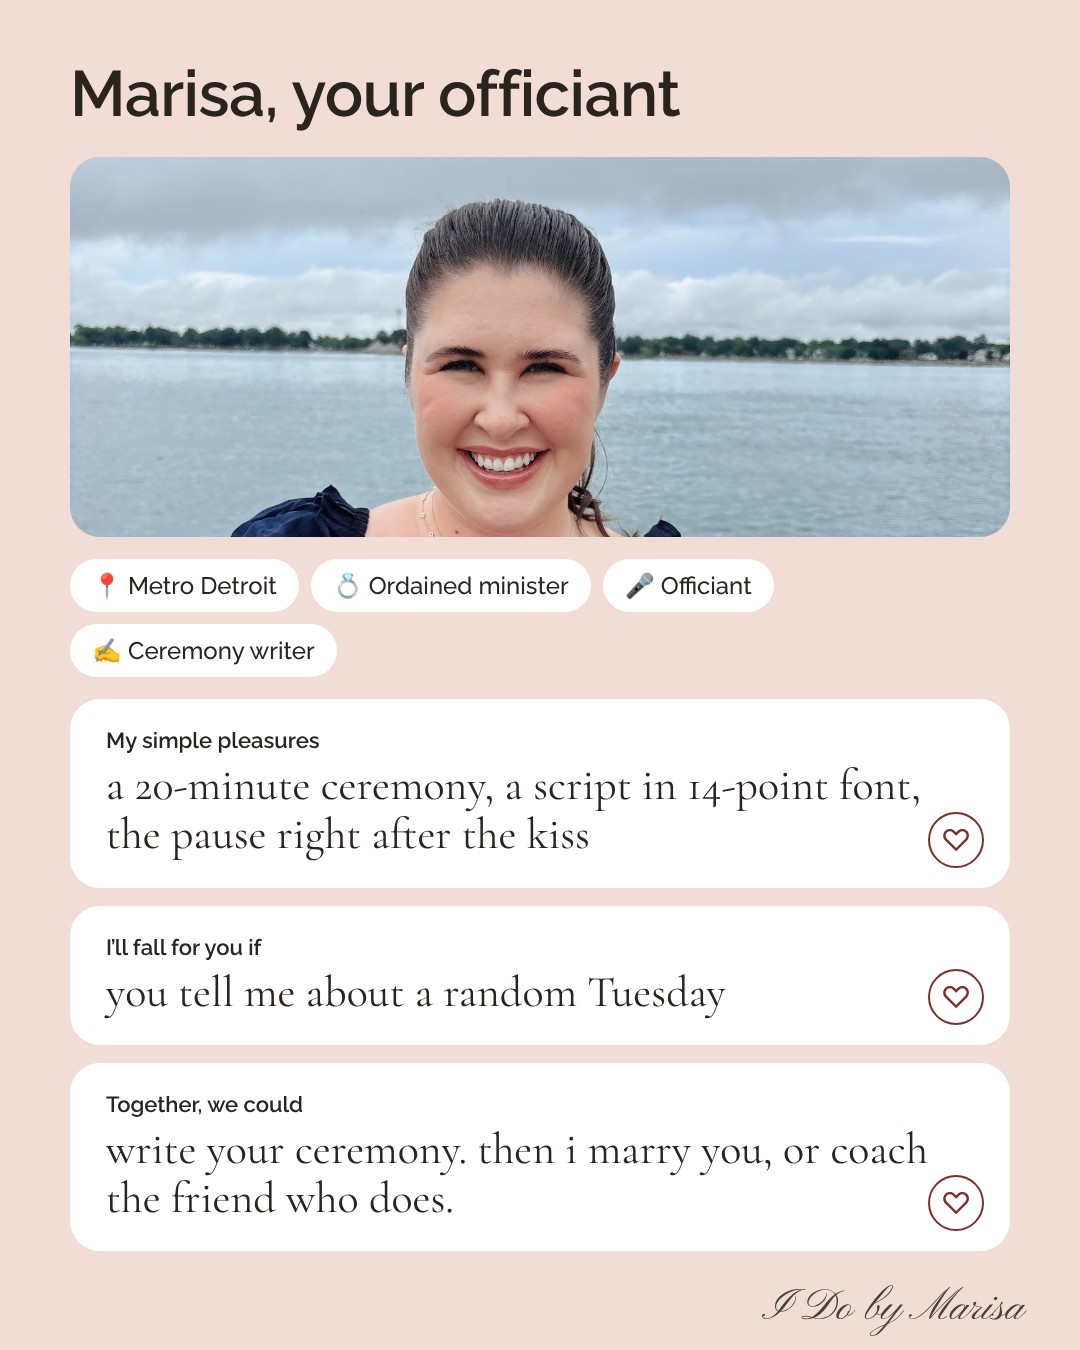 Marisa, your officiant
📍 Metro Detroit
💍 Ordained minister
🎤 Officiant
✍️ Ceremony writer
My simple pleasures
a 20-minute ceremony, a script in 14-point font,
the pause right after the kiss
I'll fall for you if
you tell me about a random Tuesday
Together, we could
write your ceremony. then i marry you, or coach
the friend who does.
I Do by Marisa